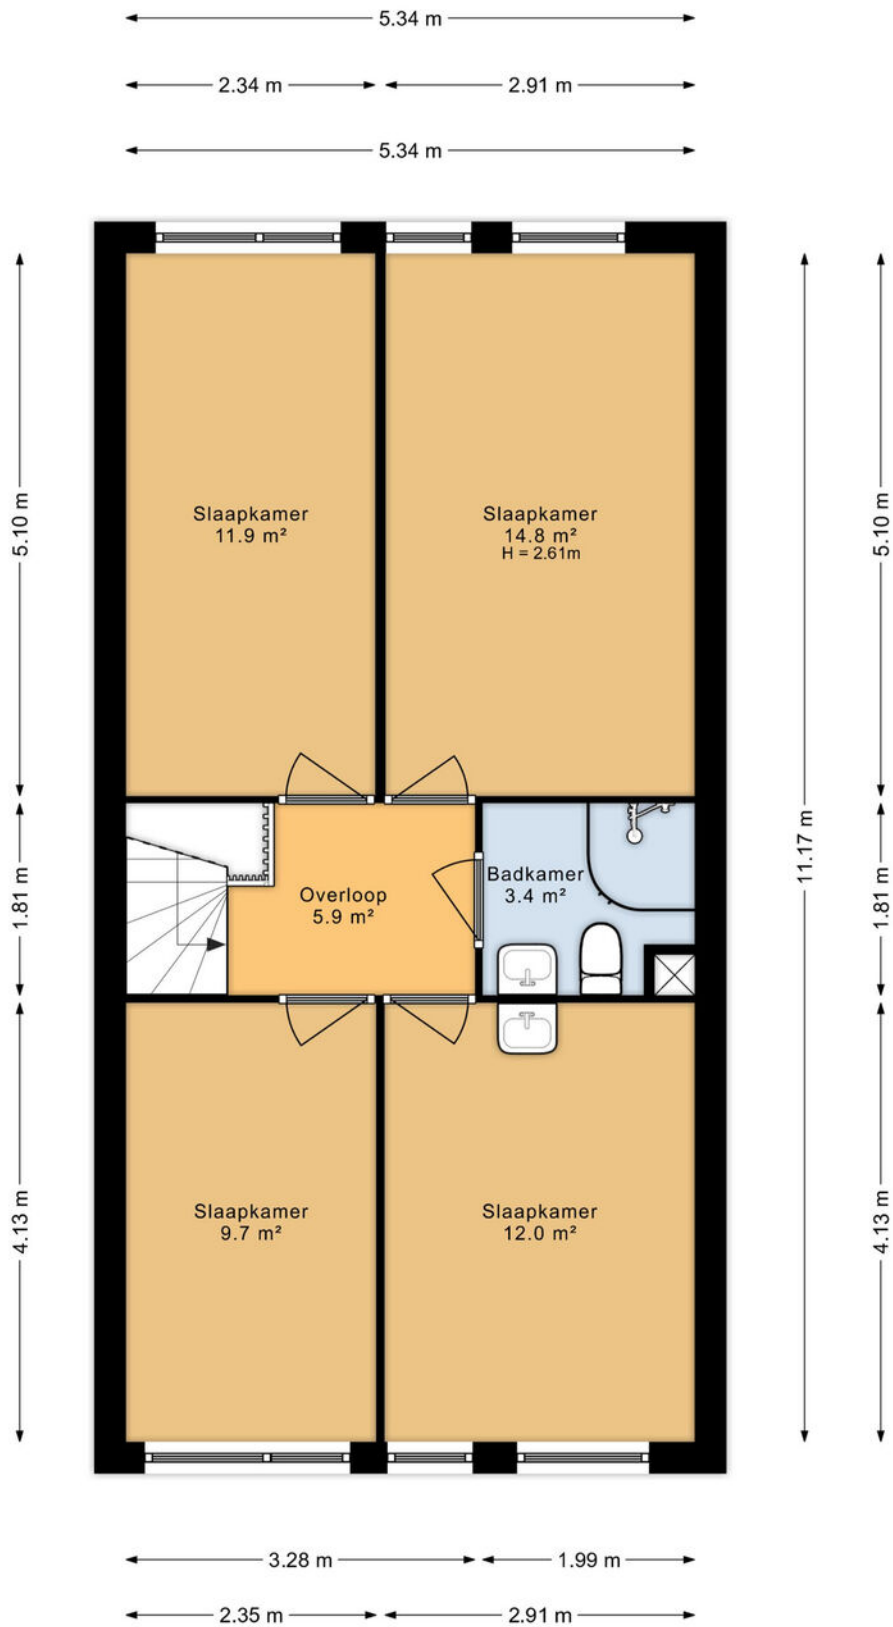 5.34 m
2.34 m
2.91 m
5.34 m
5.10 m
Slaapkamer
11.9 m²
Slaapkamer
14.8 m²
H = 2.61m
5.10 m
11.17 m
1.81 m
Overloop
5.9 m²
Badkamer
3.4 m²
1.81 m
4.13 m
Slaapkamer
9.7 m²
Slaapkamer
12.0 m²
4.13 m
3.28 m
1.99 m
2.35 m
2.91 m